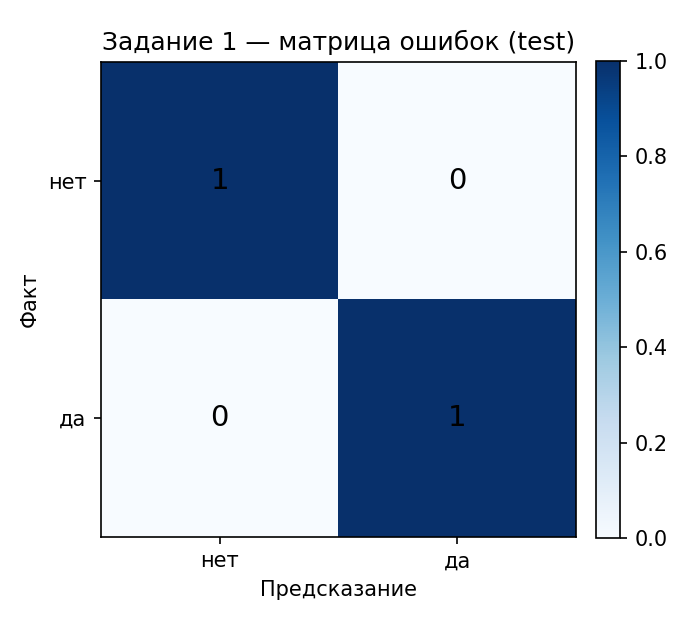 Задание 1 — матрица ошибок (test)
1.0
0.8
0.6
0.4
0.2
0.0
Факт
нет
1
0
да
0
1
нет
да
Предсказание